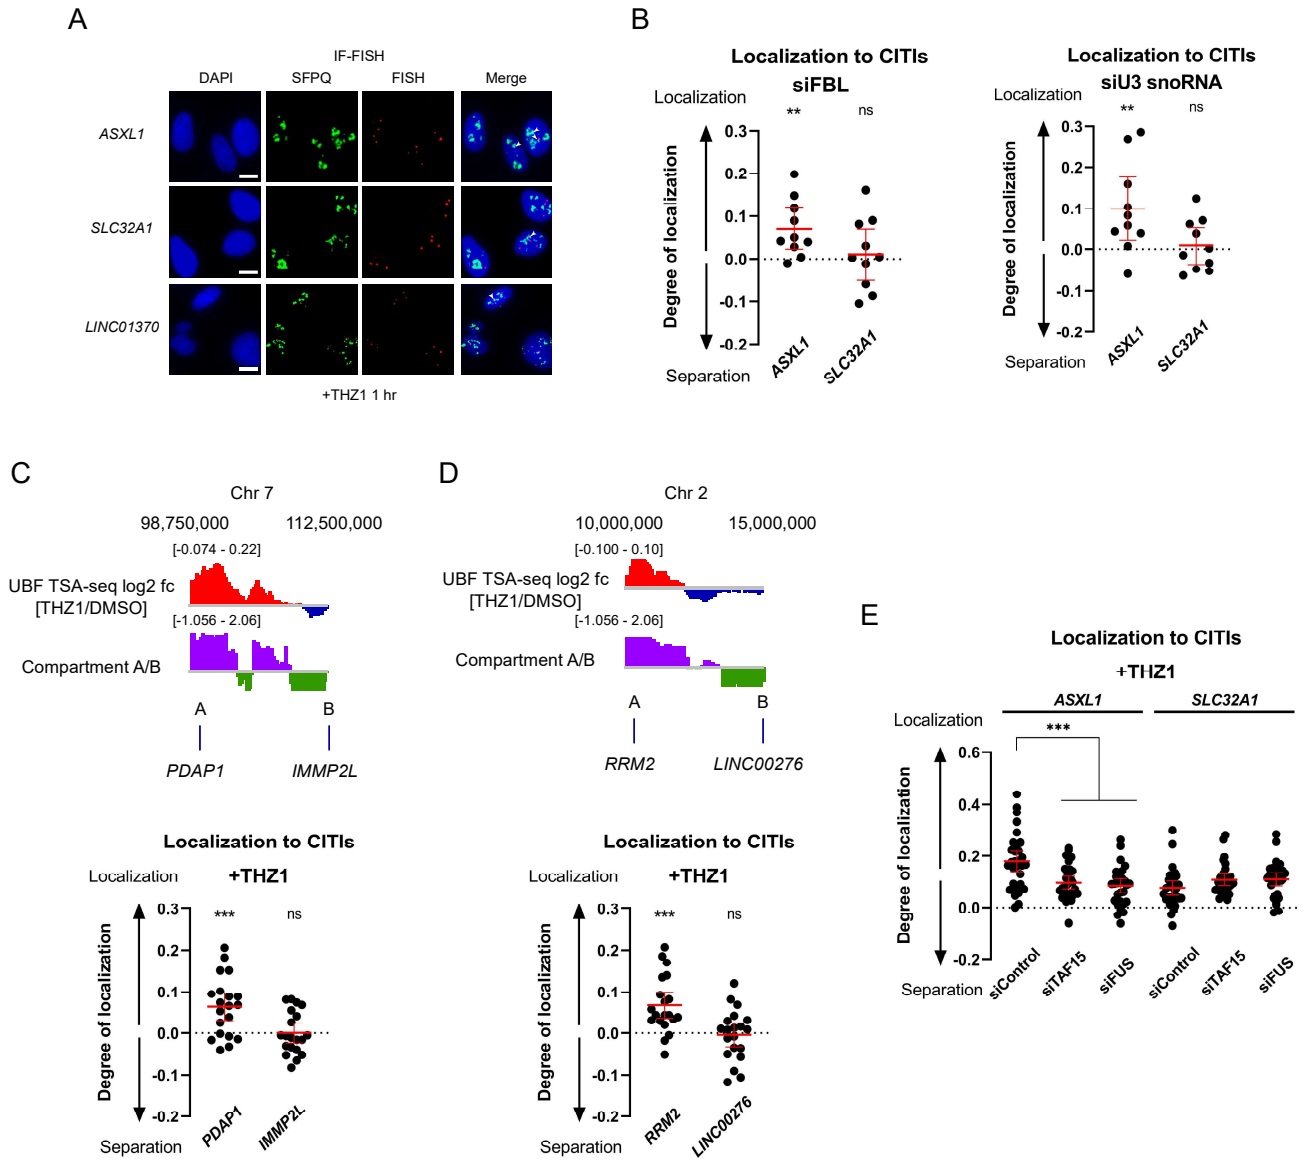 A
IF-FISH
DAPI
SFPQ
FISH
Merge
ASXL1
SLC32A1
LINC01370
+THZ1 1 hr
B
Localization to CITIs
siFBL
Localization
**
ns
Degree of localization
0.3
0.2
0.1
0.0
-0.1
-0.2
Separation
ASXL1
SLC32A1
Localization to CITIs
siU3 snoRNA
Localization
**
ns
Degree of localization
0.3
0.2
0.1
0.0
-0.1
-0.2
Separation
ASXL1
SLC32A1
C
Chr 7
98,750,000
112,500,000
[-0.074 - 0.22]
UBF TSA-seq log2 fc
[THZ1/DMSO]
[-1.056 - 2.06]
Compartment A/B
A
B
PDAP1
IMMP2L
Localization to CITIs
+THZ1
Localization
***
ns
Degree of localization
0.3
0.2
0.1
0.0
-0.1
-0.2
Separation
PDAP1
IMMP2L
D
Chr 2
10,000,000
15,000,000
[-0.100 - 0.10]
UBF TSA-seq log2 fc
[THZ1/DMSO]
[-1.056 - 2.06]
Compartment A/B
A
B
RRM2
LINC00276
Localization to CITIs
+THZ1
Localization
***
ns
Degree of localization
0.3
0.2
0.1
0.0
-0.1
-0.2
Separation
RRM2
LINC00276
E
Localization to CITIs
+THZ1
ASXL1
SLC32A1
Localization
***
Degree of localization
0.6
0.4
0.2
0.0
-0.2
Separation
siControl
siTAF15
siFUS
siControl
siTAF15
siFUS